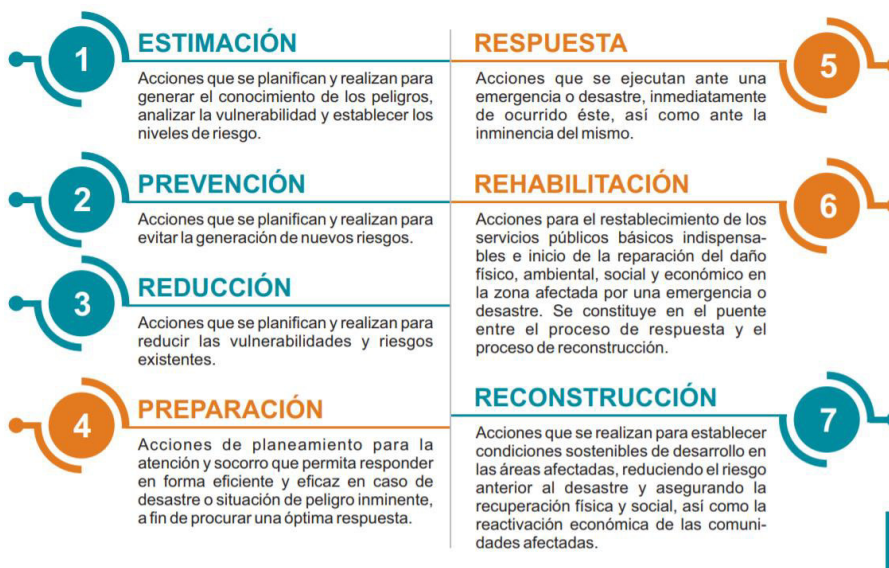 1
ESTIMACIÓN
Acciones que se planifican y realizan para
generar el conocimiento de los peligros,
analizar la vulnerabilidad y establecer los
niveles de riesgo.
2
PREVENCIÓN
Acciones que se planifican y realizan para
evitar la generación de nuevos riesgos.
3
REDUCCIÓN
Acciones que se planifican y realizan para
reducir las vulnerabilidades y riesgos
existentes.
4
PREPARACIÓN
Acciones de planeamiento para la
atención y socorro que permita responder
en forma eficiente y eficaz en caso de
desastre o situación de peligro inminente,
a fin de procurar una óptima respuesta.
RESPUESTA
5
Acciones que se ejecutan ante una
emergencia o desastre, inmediatamente
de ocurrido éste, así como ante la
inminencia del mismo.
REHABILITACIÓN
6
Acciones para el restablecimiento de los
servicios públicos básicos indispensa-
bles e inicio de la reparación del daño
físico, ambiental, social y económico en
la zona afectada por una emergencia o
desastre. Se constituye en el puente
entre el proceso de respuesta y el
proceso de reconstrucción.
RECONSTRUCCIÓN
7
Acciones que se realizan para establecer
condiciones sostenibles de desarrollo en
las áreas afectadas, reduciendo el riesgo
anterior al desastre y asegurando la
recuperación física y social, así como la
reactivación económica de las comuni-
dades afectadas.